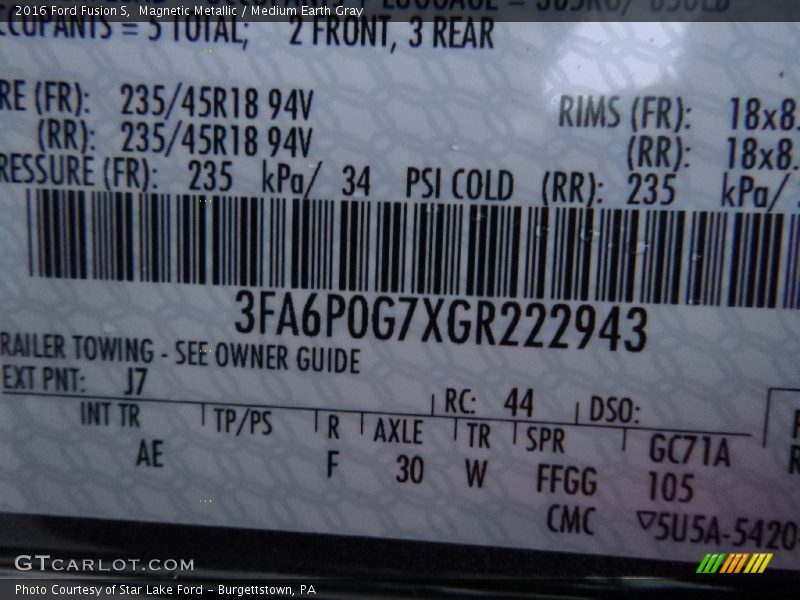 2016 Ford Fusion S, Magnetic Metallic / Medium Earth Gray
OCCUPANTS = 5 TOTAL; 2 FRONT, 3 REAR
RE (FR): 235/45R18 94V RIMS (FR): 18x8.
(RR): 235/45R18 94V (RR): 18x8.
RESSURE (FR): 235 kPa/ 34 PSI COLD (RR): 235 kPa/
3FA6P0G7XGR222943
RAILER TOWING - SEE OWNER GUIDE
EXT PNT: J7 RC: 44 DSO:
INT TR TP/PS R AXLE TR SPR GC71A
AE F 30 W FFGG 105
CMC ▽5U5A-5420
GTCARLOT.COM
Photo Courtesy of Star Lake Ford - Burgettstown, PA